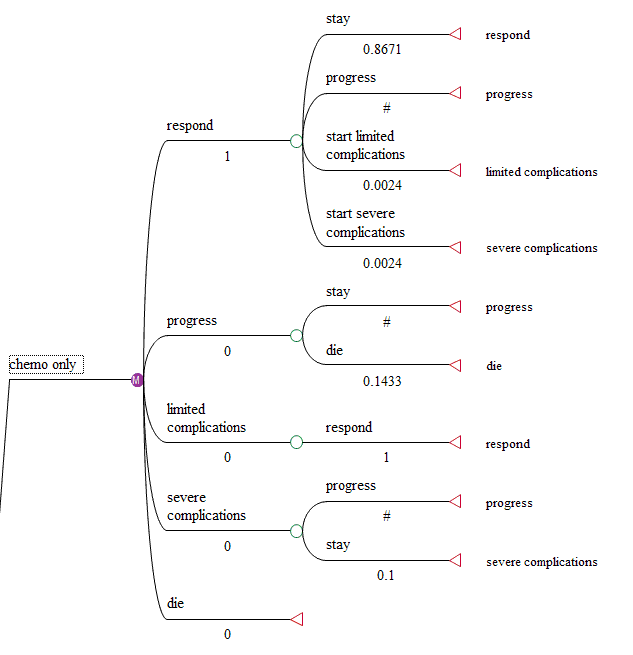 stay
0.8671
respond
progress
#
progress
respond
1
start limited
complications
0.0024
limited complications
start severe
complications
0.0024
severe complications
stay
#
progress
progress
0
die
0.1433
die
chemo only
M
limited
complications
0
respond
1
respond
severe
complications
0
progress
#
progress
stay
0.1
severe complications
die
0